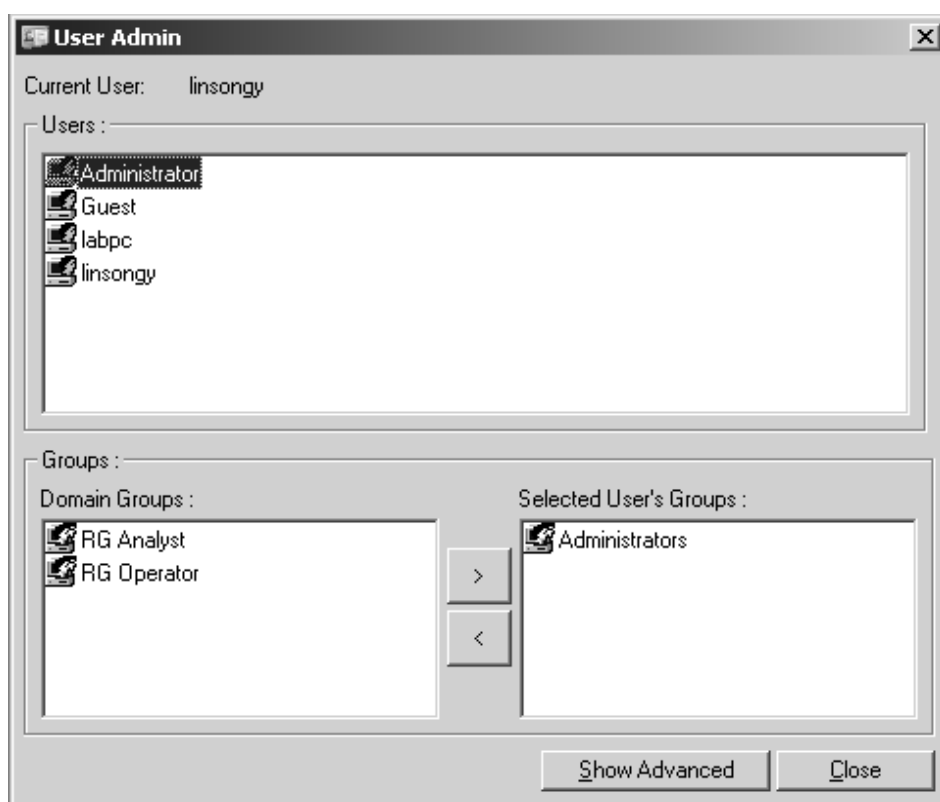 User Admin
Current User: linsongy
Users :
Administrator
Guest
labpc
linsongy
Groups :
Domain Groups :
RG Analyst
RG Operator
>
<
Selected User's Groups :
Administrators
Show Advanced
Close